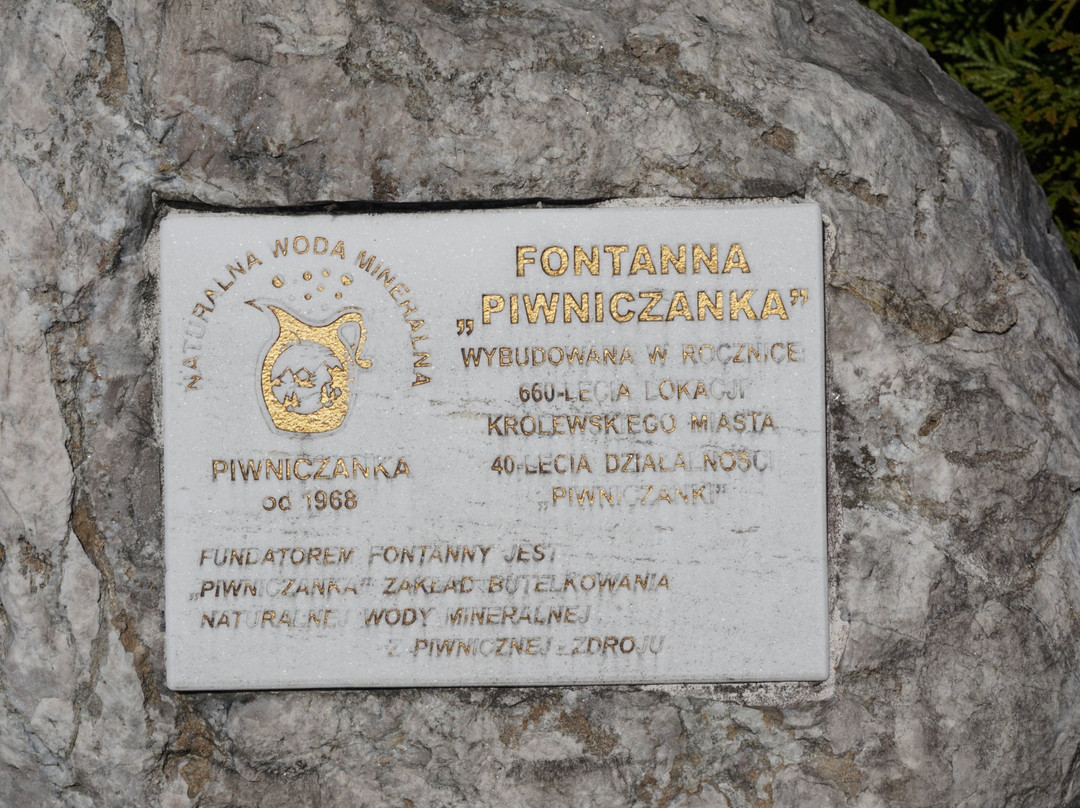 NATURALNA WODA MINERALNA
PIWNICZANKA
od 1968
FONTANNA
„PIWNICZANKA”
WYBUDOWANA W ROCZNICE
660-LECIA LOKACJI
KRÓLEWSKIEGO MIASTA
40-LECIA DZIAŁALNOŚCI
„PIWNICZANKI”
FUNDATOREM FONTANNY JEST
„PIWNICZANKA” ZAKŁAD BUTELKOWANIA
NATURALNEJ WODY MINERALNEJ
Z PIWNICZNEJ - ZDROJU